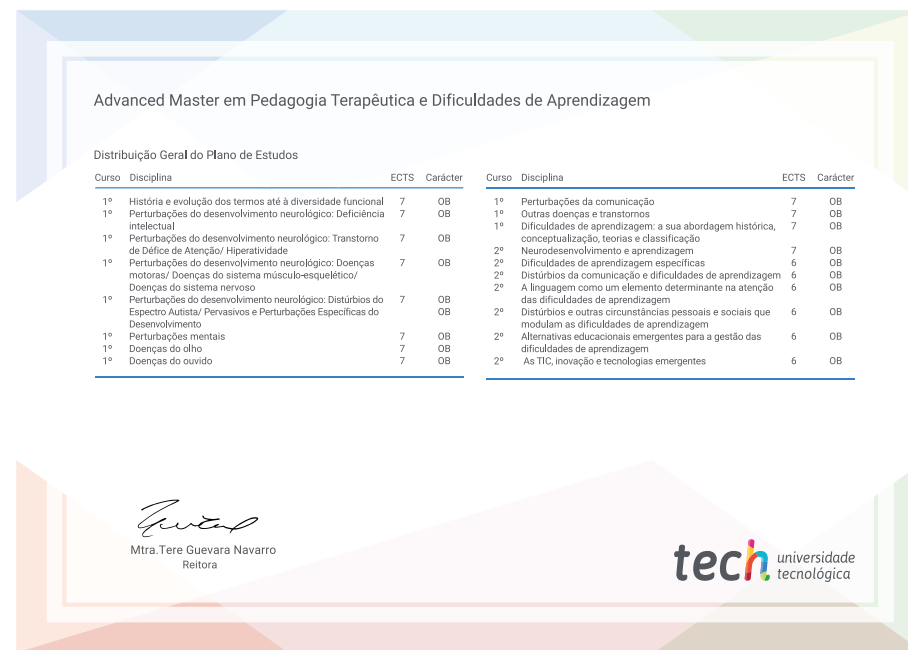 Advanced Master em Pedagogia Terapêutica e Dificuldades de Aprendizagem
Distribuição Geral do Plano de Estudos
Curso Disciplina ECTS Carácter
1º História e evolução dos termos até à diversidade funcional 7 OB
1º Perturbações do desenvolvimento neurológico: Deficiência 7 OB
intelectual
1º Perturbações do desenvolvimento neurológico: Transtorno 7 OB
de Défice de Atenção/ Hiperatividade
1º Perturbações do desenvolvimento neurológico: Doenças 7 OB
motoras/ Doenças do sistema músculo-esquelético/
Doenças do sistema nervoso
1º Perturbações do desenvolvimento neurológico: Distúrbios do 7 OB
Espectro Autista/ Pervasivos e Perturbações Específicas do OB
Desenvolvimento
1º Perturbações mentais 7 OB
1º Doenças do olho 7 OB
1º Doenças do ouvido 7 OB
Curso Disciplina ECTS Carácter
1º Perturbações da comunicação 7 OB
1º Outras doenças e transtornos 7 OB
1º Dificuldades de aprendizagem: a sua abordagem histórica, 7 OB
conceptualização, teorias e classificação
2º Neurodesenvolvimento e aprendizagem 7 OB
2º Dificuldades de aprendizagem específicas 6 OB
2º Distúrbios da comunicação e dificuldades de aprendizagem 6 OB
2º A linguagem como um elemento determinante na atenção 6 OB
das dificuldades de aprendizagem
2º Distúrbios e outras circunstâncias pessoais e sociais que 6 OB
modulam as dificuldades de aprendizagem
2º Alternativas educacionais emergentes para a gestão das 6 OB
dificuldades de aprendizagem
2º As TIC, inovação e tecnologias emergentes 6 OB
Mtra.Tere Guevara Navarro
Reitora
tech universidade
tecnológica